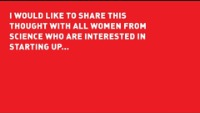 I WOULD LIKE TO SHARE THIS
THOUGHT WITH ALL WOMEN FROM
SCIENCE WHO ARE INTERESTED IN
STARTING UP...